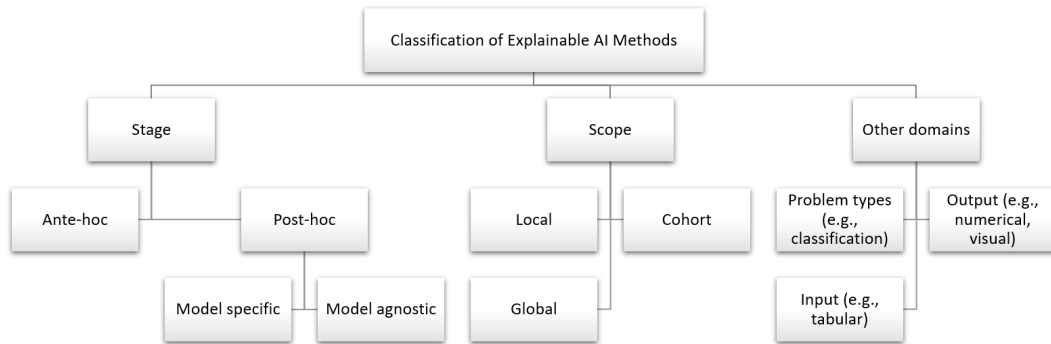 Classification of Explainable AI Methods
Stage
Scope
Other domains
Ante-hoc
Post-hoc
Local
Cohort
Problem types
(e.g.,
classification)
Output (e.g.,
numerical,
visual)
Model specific
Model agnostic
Global
Input (e.g.,
tabular)